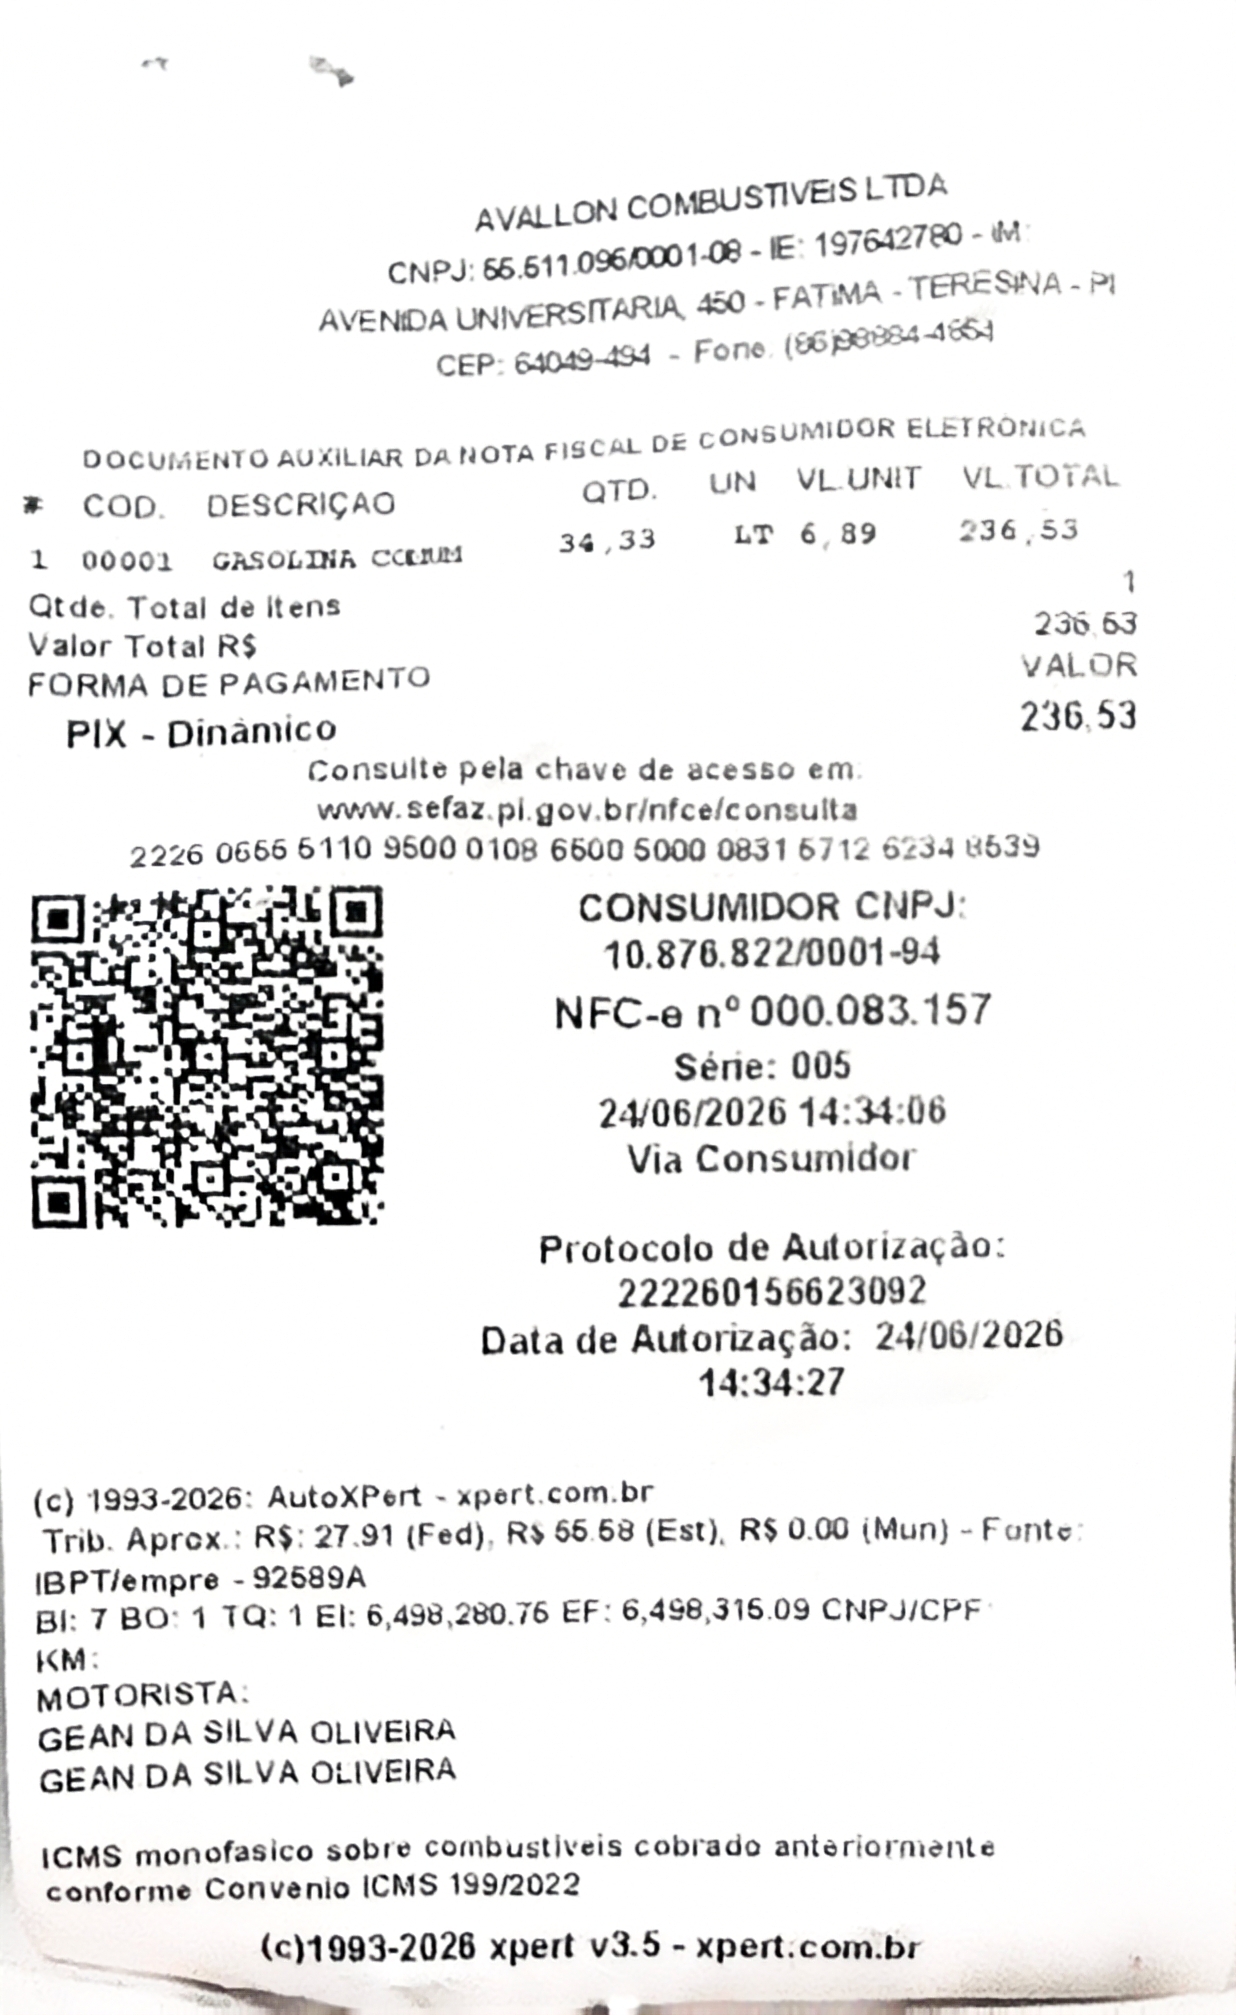 AVALLON COMBUSTIVEIS LTDA
CNPJ: 55.511.095/0001-08 - IE: 197642780 - IM:
AVENIDA UNIVERSITARIA, 450 - FATIMA - TERESINA - PI
CEP: 64049-494 - Fone: (86)98884-4654
DOCUMENTO AUXILIAR DA NOTA FISCAL DE CONSUMIDOR ELETRÔNICA
# COD. DESCRIÇAO QTD. UN VL.UNIT VL.TOTAL
1 00001 GASOLINA COMUM 34,33 LT 6,89 236,53
Qtde. Total de Itens 1
Valor Total R$ 236,53
FORMA DE PAGAMENTO VALOR
PIX - Dinâmico 236,53
Consulte pela chave de acesso em:
www.sefaz.pi.gov.br/nfce/consulta
2226 0655 5110 9500 0108 6500 5000 0831 5712 6234 8539
CONSUMIDOR CNPJ:
10.876.822/0001-94
NFC-e nº 000.083.157
Série: 005
24/06/2026 14:34:06
Via Consumidor
Protocolo de Autorização:
222260156623092
Data de Autorização: 24/06/2026
14:34:27
(c) 1993-2026: AutoXPert - xpert.com.br
Trib. Aprox.: R$: 27.91 (Fed), R$ 55.58 (Est), R$ 0.00 (Mun) - Fonte:
IBPT/empre - 92589A
BI: 7 BO: 1 TQ: 1 EI: 6,498,280.76 EF: 6,498,315.09 CNPJ/CPF
KM:
MOTORISTA:
GEAN DA SILVA OLIVEIRA
GEAN DA SILVA OLIVEIRA
ICMS monofasico sobre combustiveis cobrado anteriormente
conforme Convenio ICMS 199/2022
(c)1993-2026 xpert v3.5 - xpert.com.br